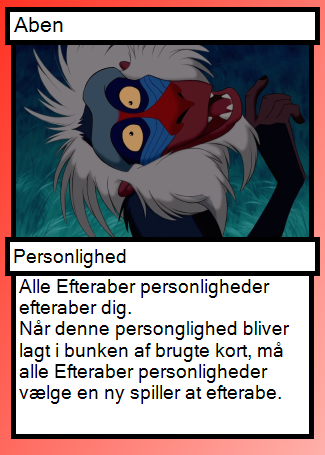 Aben
Personlighed
Alle Efteraber personligheder
efteraber dig.
Når denne personglighed bliver
lagt i bunken af brugte kort, må
alle Efteraber personligheder
vælge en ny spiller at efterabe.